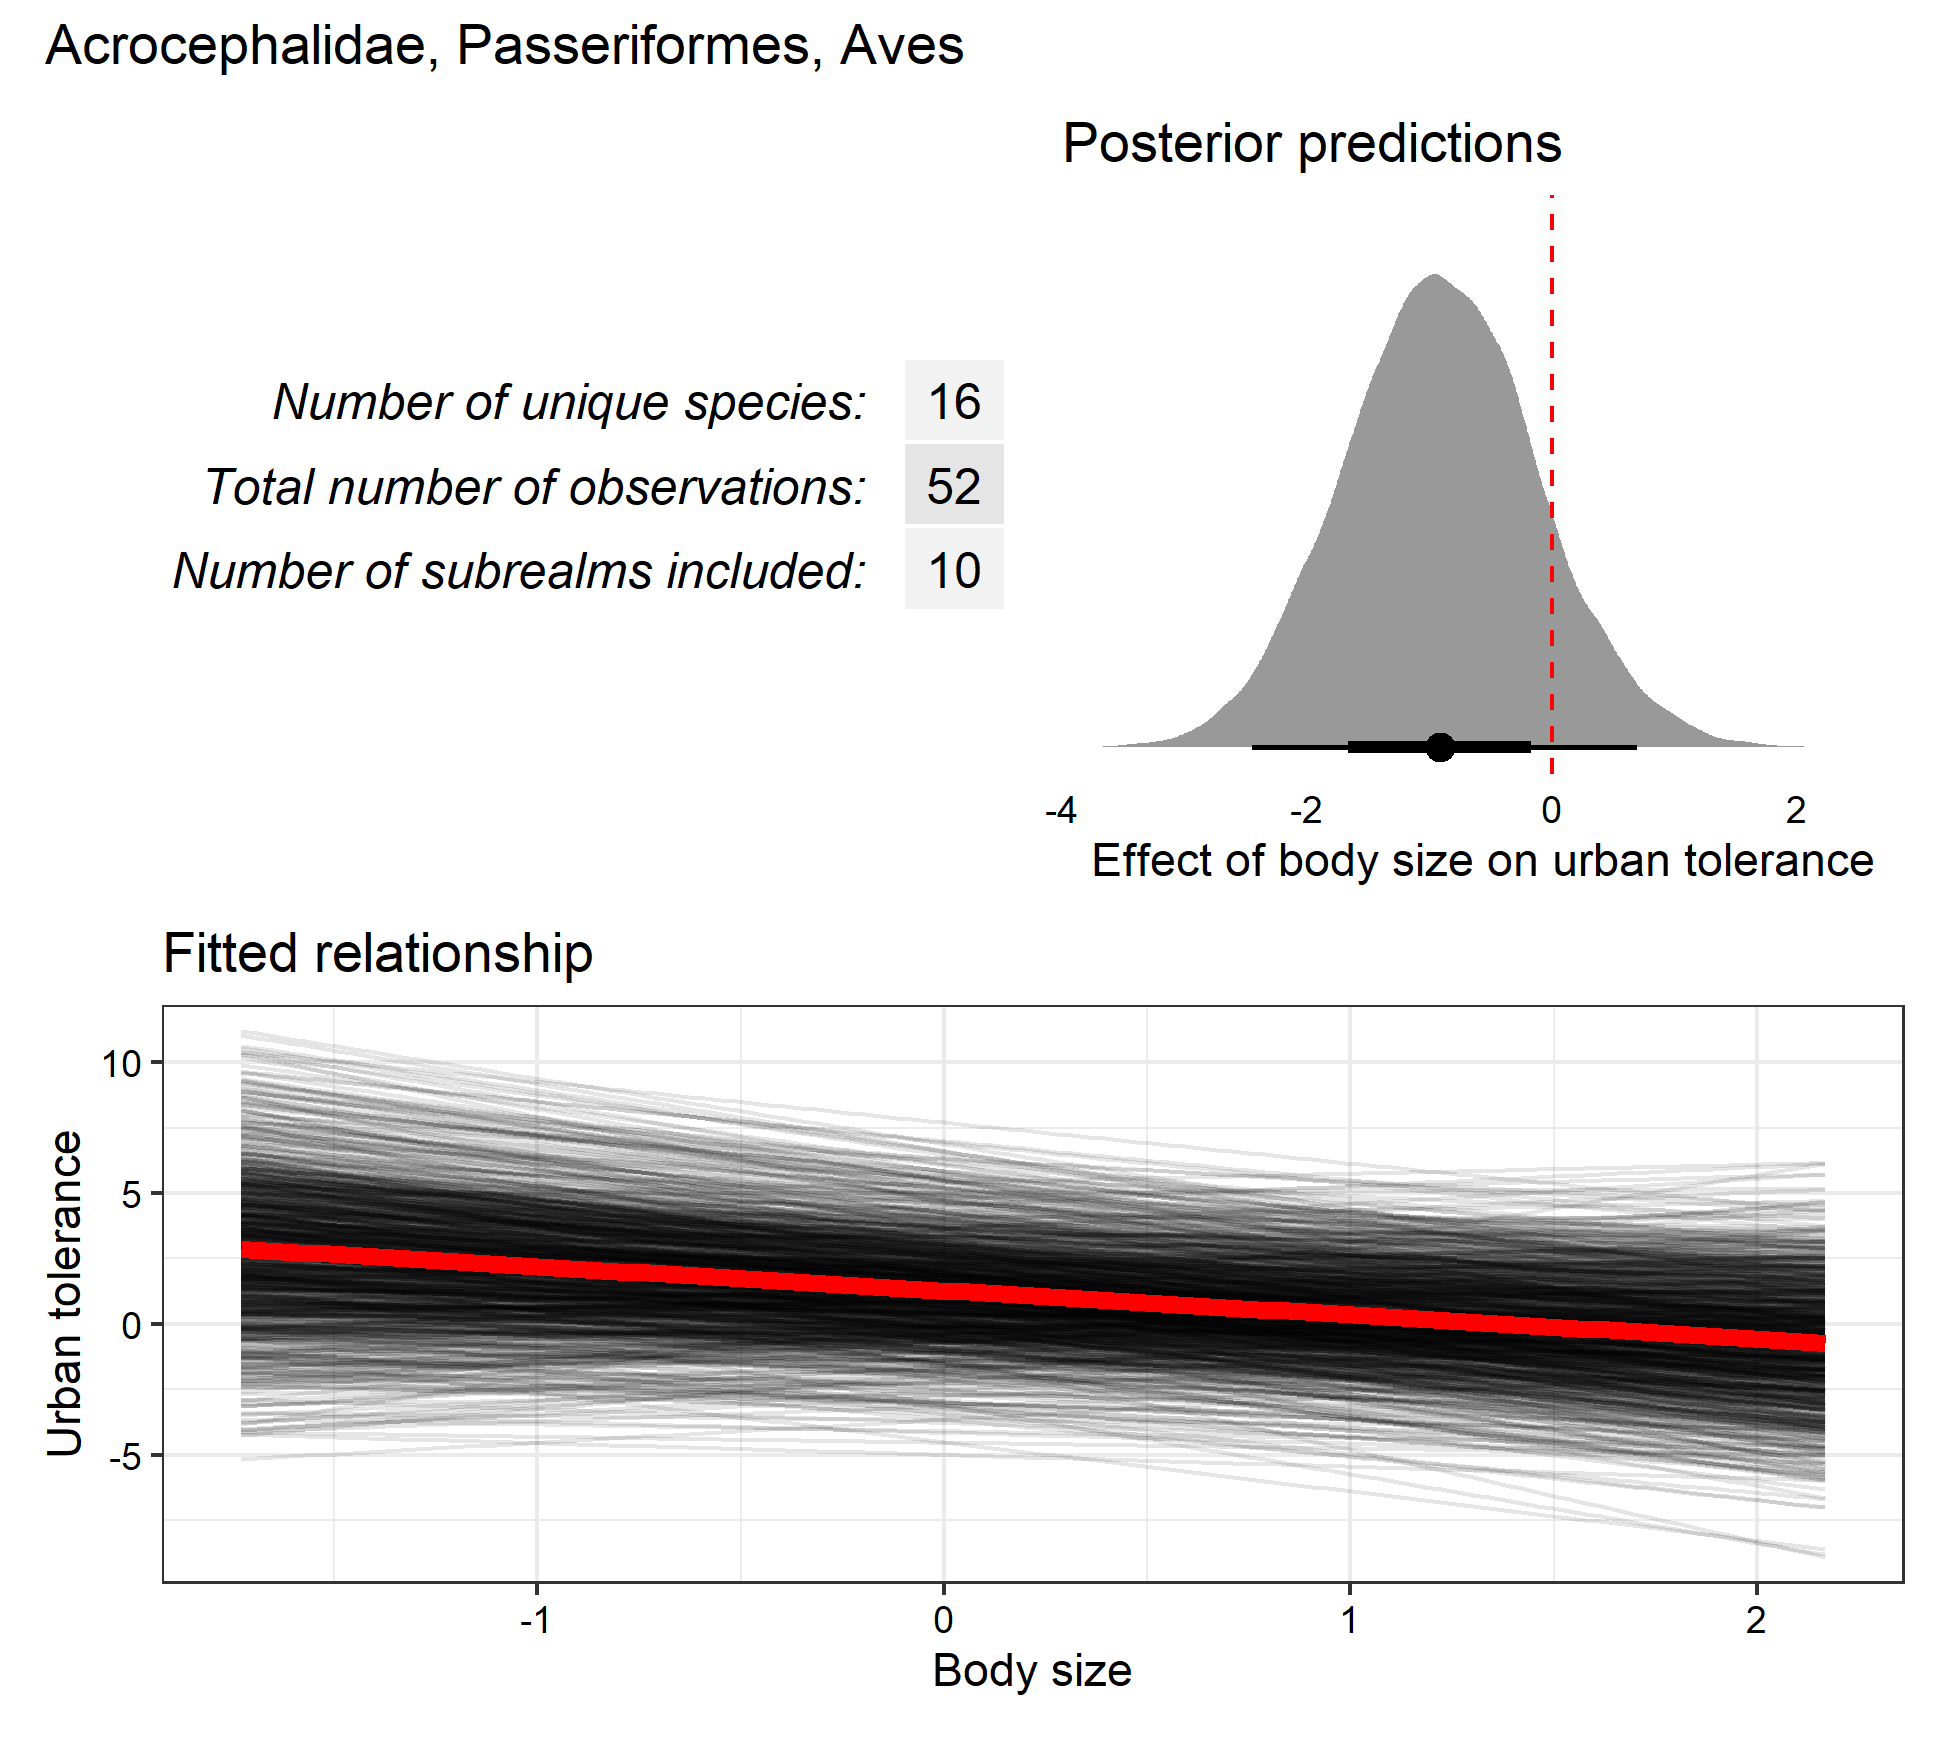 Acrocephalidae, Passeriformes, Aves
Posterior predictions
Number of unique species: 16
Total number of observations: 52
Number of subrealms included: 10
-4 -2 0 2
Effect of body size on urban tolerance
Fitted relationship
10
5
0
-5
Urban tolerance
-1 0 1 2
Body size